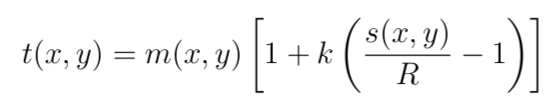 t(x, y) = m(x, y) [1 + k (s(x, y)/R − 1)]